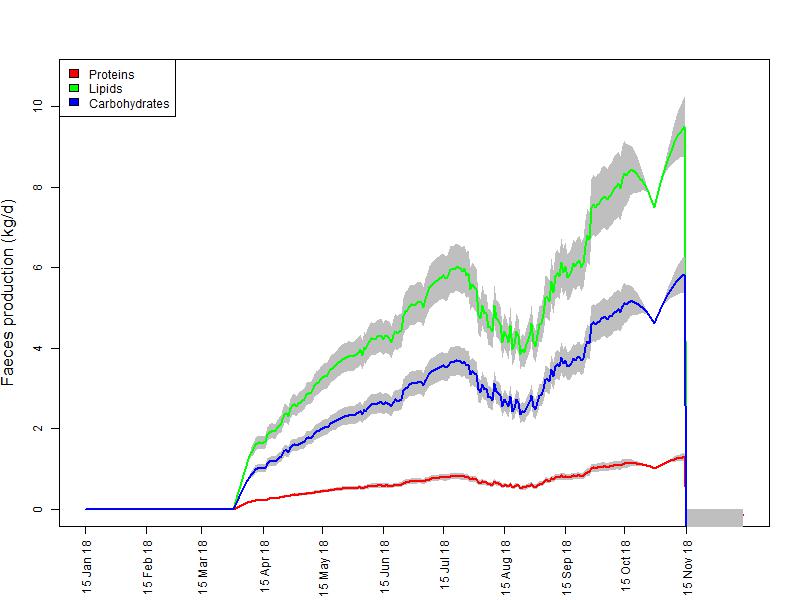 Proteins
Lipids
Carbohydrates
Faeces production (kg/d)
10
8
6
4
2
0
15 Jan 18
15 Feb 18
15 Mar 18
15 Apr 18
15 May 18
15 Jun 18
15 Jul 18
15 Aug 18
15 Sep 18
15 Oct 18
15 Nov 18